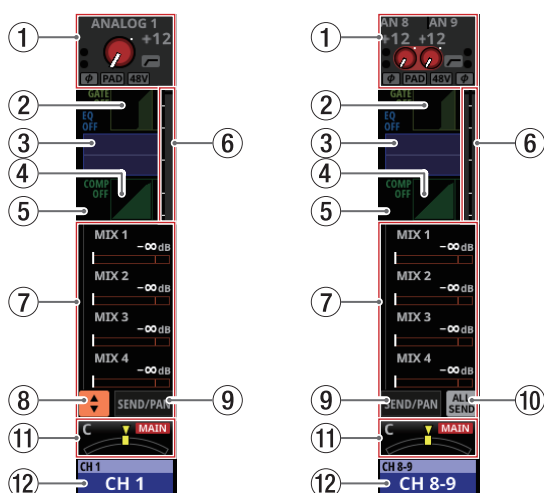 ANALOG 1
+12
ϕ PAD 48V
GATE
OFF
EQ
OFF
COMP
OFF
MIX 1
-∞dB
MIX 2
-∞dB
MIX 3
-∞dB
MIX 4
-∞dB
SEND/PAN
C MAIN
CH 1
CH 1
1
2
3
4
5
6
7
8
9
11
12
AN 8 AN 9
+12 +12
ϕ PAD 48V ϕ
GATE
OFF
EQ
OFF
COMP
OFF
MIX 1
-∞dB
MIX 2
-∞dB
MIX 3
-∞dB
MIX 4
-∞dB
SEND/PAN
ALL
SEND
C MAIN
CH 8-9
CH 8-9
1
2
3
4
5
6
7
9
10
11
12